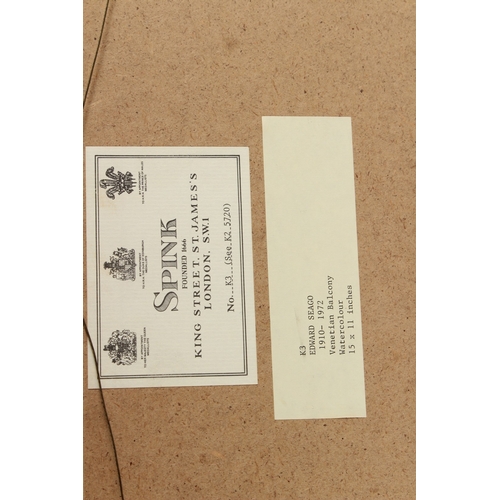 SPINK
FOUNDED 1666
KING STREET, ST. JAMES'S
LONDON, S.W.1
No...K3...(See.K2.5720)
K3
EDWARD SEAGO
1910- 1972
Venetian Balcony
Watercolour
15 x 11 inches